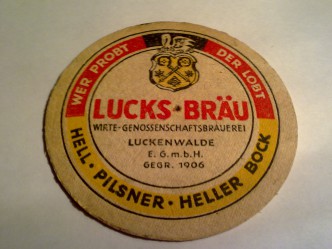 WER PROBT DER LOBT
LUCKS·BRÄU
WIRTE-GENOSSENSCHAFTSBRAUEREI
LUCKENWALDE
E.G.m.b.H.
GEGR. 1906
HELL · PILSNER · HELLER BOCK